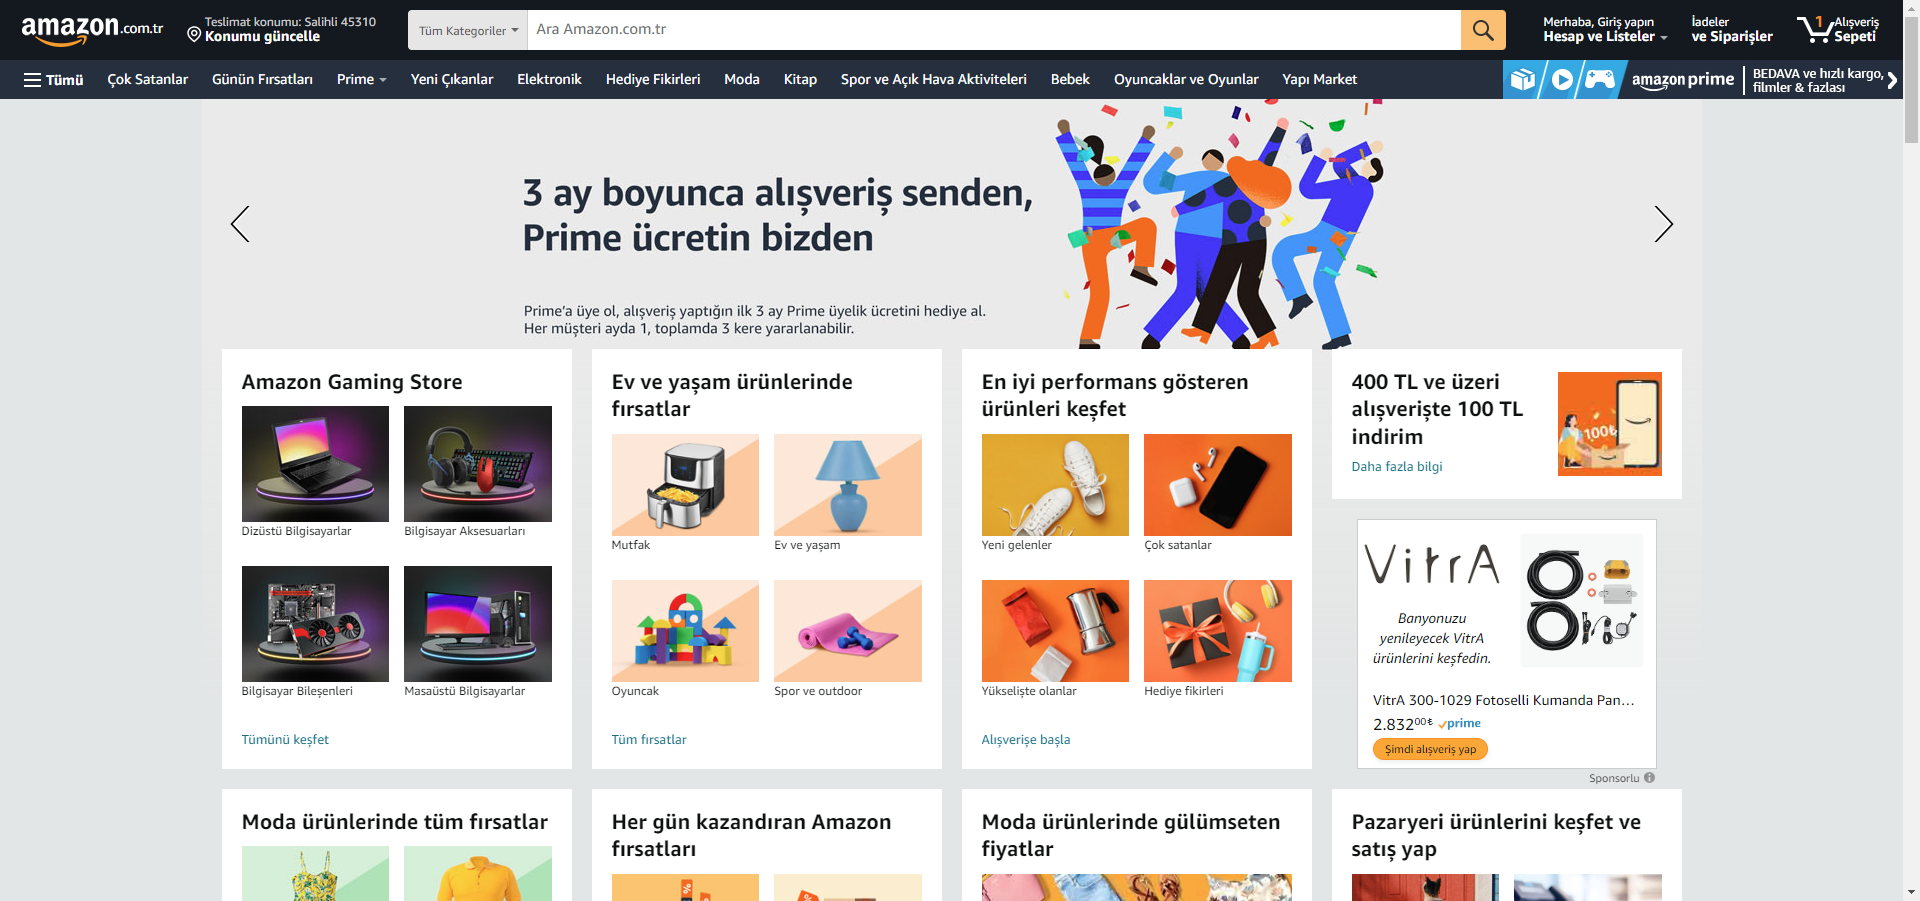 amazon.com.tr
Teslimat konumu: Salihli 45310
Konumu güncelle
Tüm Kategoriler
Ara Amazon.com.tr
Merhaba, Giriş yapın
Hesap ve Listeler
İadeler
ve Siparişler
1
Alışveriş
Sepeti
Tümü
Çok Satanlar
Günün Fırsatları
Prime
Yeni Çıkanlar
Elektronik
Hediye Fikirleri
Moda
Kitap
Spor ve Açık Hava Aktiviteleri
Bebek
Oyuncaklar ve Oyunlar
Yapı Market
amazon prime
BEDAVA ve hızlı kargo,
filmler & fazlası
3 ay boyunca alışveriş senden,
Prime ücretin bizden
Prime’a üye ol, alışveriş yaptığın ilk 3 ay Prime üyelik ücretini hediye al.
Her müşteri ayda 1, toplamda 3 kere yararlanabilir.
Amazon Gaming Store
Dizüstü Bilgisayarlar
Bilgisayar Aksesuarları
Bilgisayar Bileşenleri
Masaüstü Bilgisayarlar
Tümünü keşfet
Ev ve yaşam ürünlerinde
fırsatlar
Mutfak
Ev ve yaşam
Oyuncak
Spor ve outdoor
Tüm fırsatlar
En iyi performans gösteren
ürünleri keşfet
Yeni gelenler
Çok satanlar
Yükselişte olanlar
Hediye fikirleri
Alışverişe başla
400 TL ve üzeri
alışverişte 100 TL
indirim
Daha fazla bilgi
100₺
VitrA
Banyonuzu
yenileyecek VitrA
ürünlerini keşfedin.
VitrA 300-1029 Fotoselli Kumanda Pan…
2.832⁰⁰₺ prime
Şimdi alışveriş yap
Sponsorlu
Moda ürünlerinde tüm fırsatlar
Her gün kazandıran Amazon
fırsatları
%
Moda ürünlerinde gülümseten
fiyatlar
Pazaryeri ürünlerini keşfet ve
satış yap